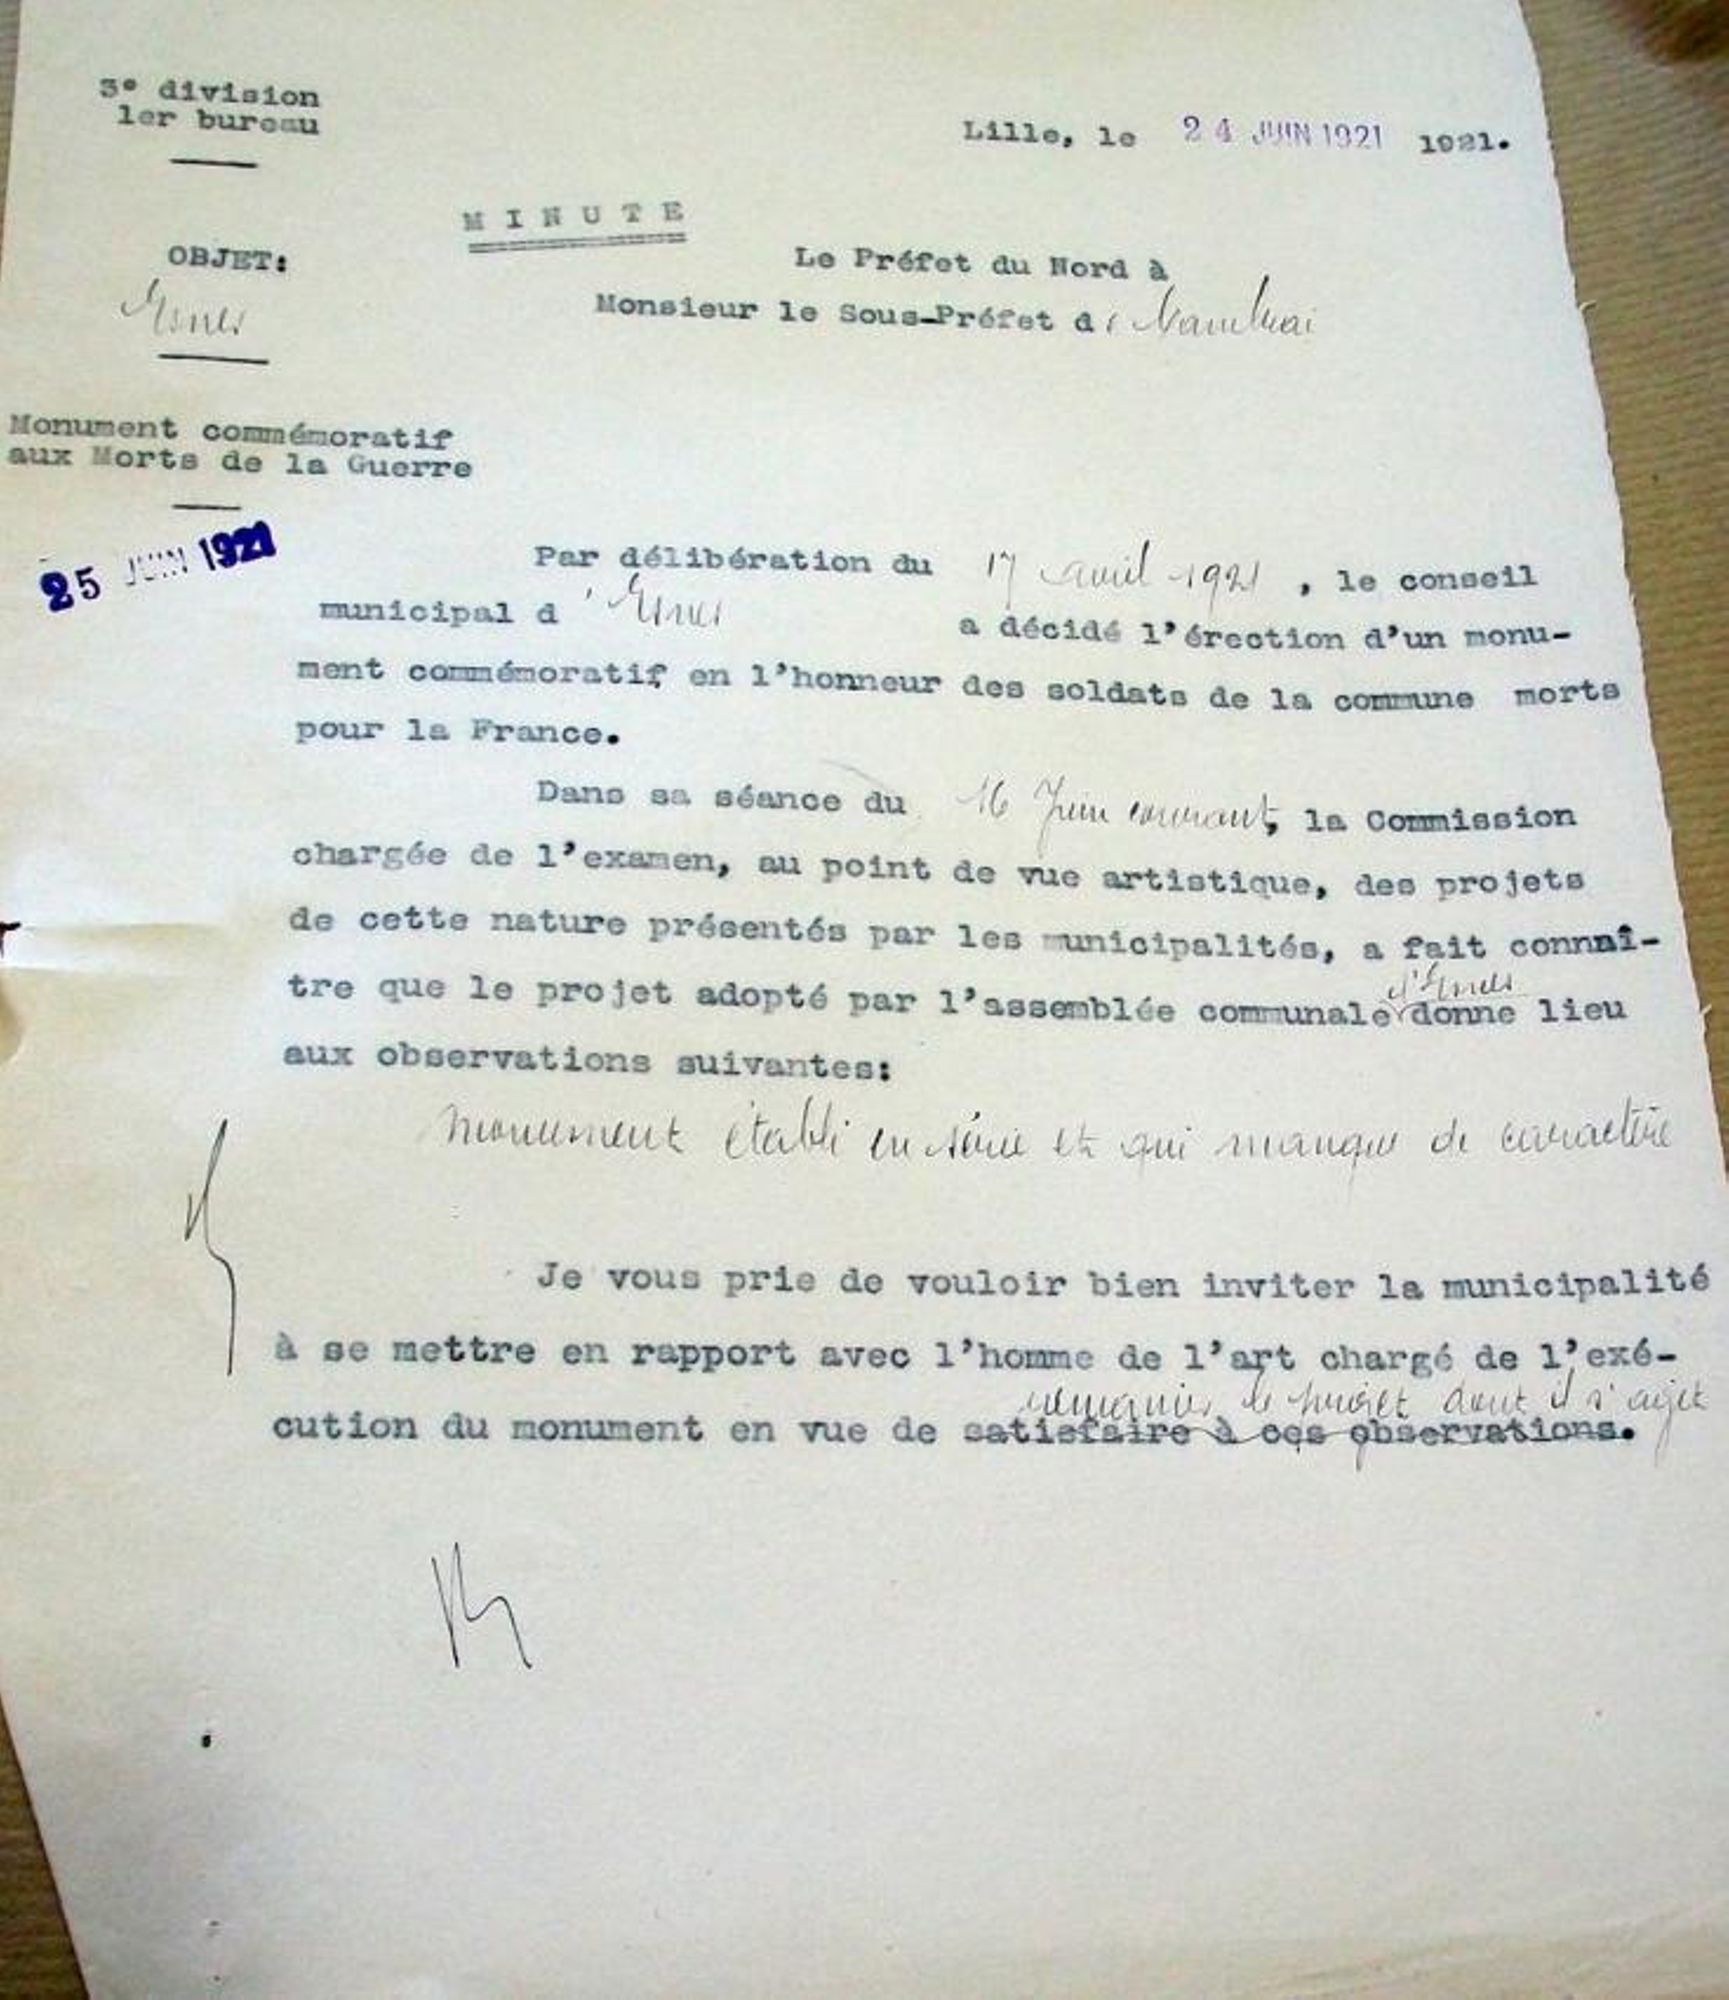 3e division
1er bureau
Lille, le 24 JUIN 1921 1921.
MINUTE
OBJET:
Esnes
Le Préfet du Nord à
Monsieur le Sous-Préfet de Cambrai
Monument commémoratif
aux Morts de la Guerre
25 JUIN 1921
Par délibération du 17 avril 1921, le conseil
municipal d'Esnes a décidé l'érection d'un monu-
ment commémoratif en l'honneur des soldats de la commune morts
pour la France.
Dans sa séance du 16 Juin courant, la Commission
chargée de l'examen, au point de vue artistique, des projets
de cette nature présentés par les municipalités, a fait connaî-
d'Esnes
tre que le projet adopté par l'assemblée communale donne lieu
aux observations suivantes:
Monument établi en série et qui manque de caractère
Je vous prie de vouloir bien inviter la municipalité
à se mettre en rapport avec l'homme de l'art chargé de l'exé-
remanier le projet dont il s'agit
cution du monument en vue de satisfaire à ces observations.